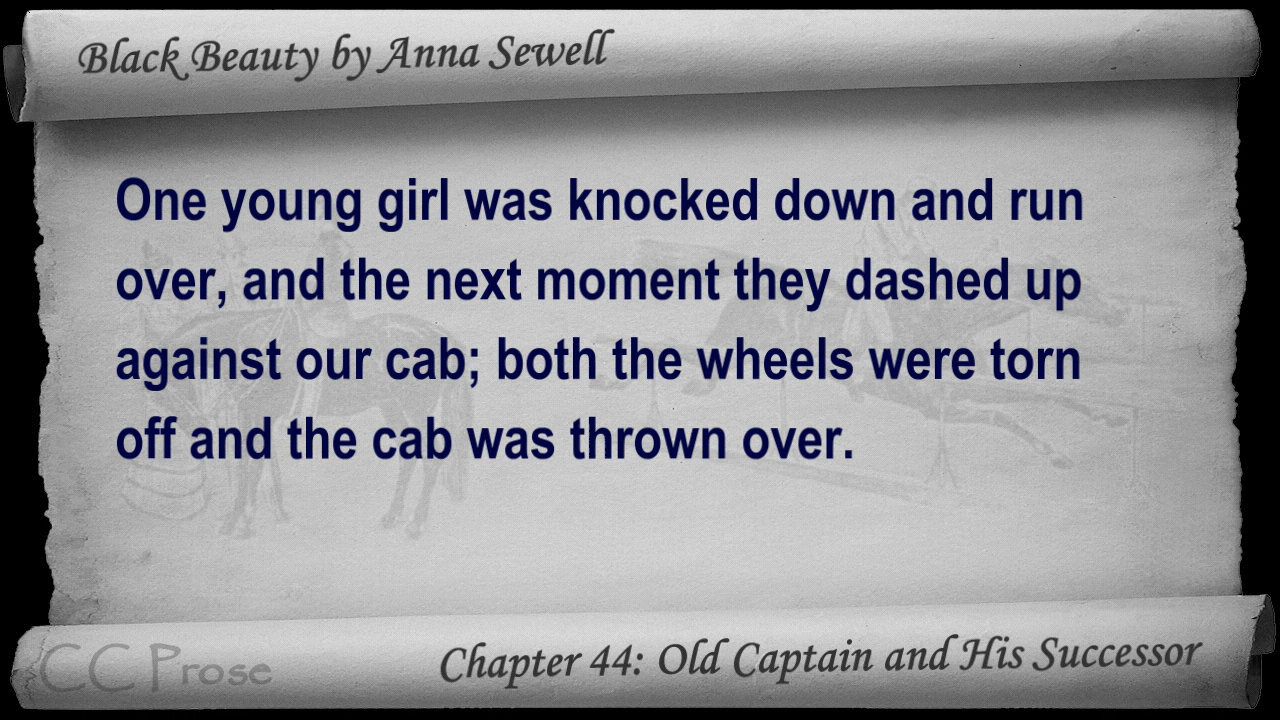 Black Beauty by Anna Sewell
One young girl was knocked down and run
over, and the next moment they dashed up
against our cab; both the wheels were torn
off and the cab was thrown over.
CC Prose
Chapter 44: Old Captain and His Successor